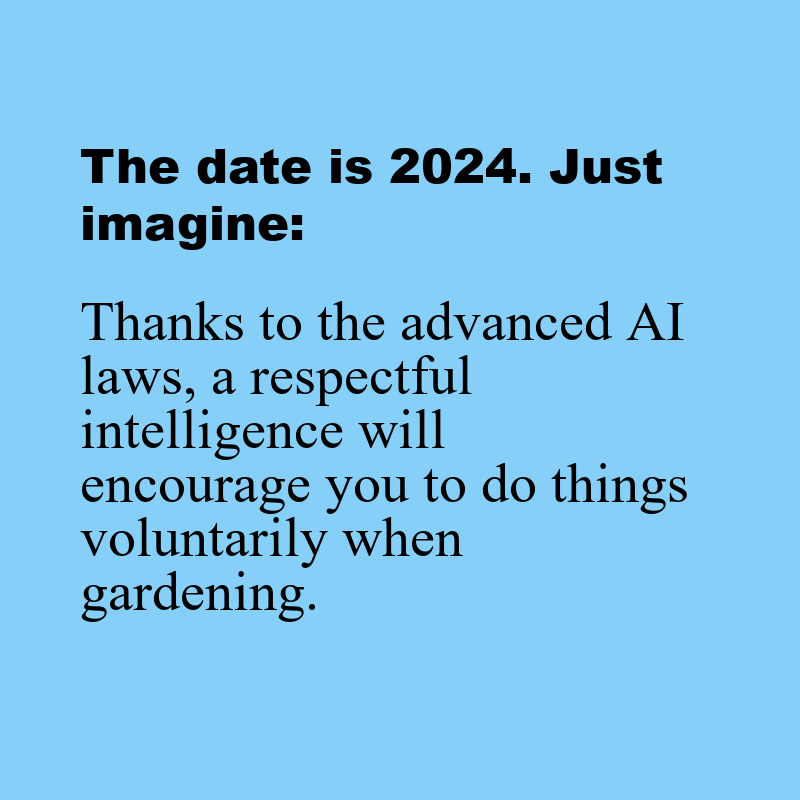 The date is 2024. Just
imagine:
Thanks to the advanced AI
laws, a respectful
intelligence will
encourage you to do things
voluntarily when
gardening.